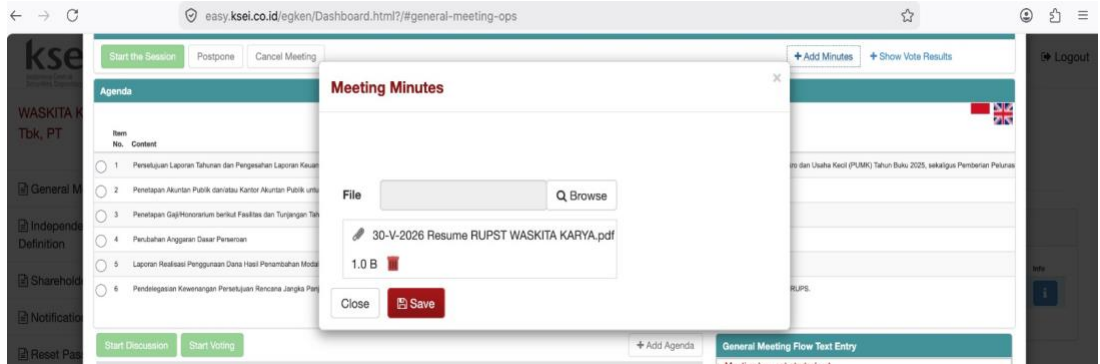 easy.ksei.co.id/egken/Dashboard.html?/#general-meeting-ops
kse
Logout
WASKITA K
Tbk, PT
General M
Independe
Definition
Shareholde
Notification
Reset Pas
Start the Session Postpone Cancel Meeting
+ Add Minutes + Show Vote Results
Agenda
Item
No. Content
1 Persetujuan Laporan Tahunan dan Pengesahan Laporan Keuan
ro dan Usaha Kecil (PUMK) Tahun Buku 2025, sekaligus Pemberian Pelunas
2 Penetapan Akuntan Publik dan/atau Kantor Akuntan Publik untu
3 Penetapan Gaji/Honorarium berikut Fasilitas dan Tunjangan Tah
4 Perubahan Anggaran Dasar Perseroan
5 Laporan Realisasi Penggunaan Dana Hasil Penambahan Modal
6 Pendelegasian Kewenangan Persetujuan Rencana Jangka Panj
RUPS.
Info
i
Meeting Minutes
×
File
Browse
30-V-2026 Resume RUPST WASKITA KARYA.pdf
1.0 B
Close Save
Start Discussion Start Voting
+ Add Agenda
General Meeting Flow Text Entry